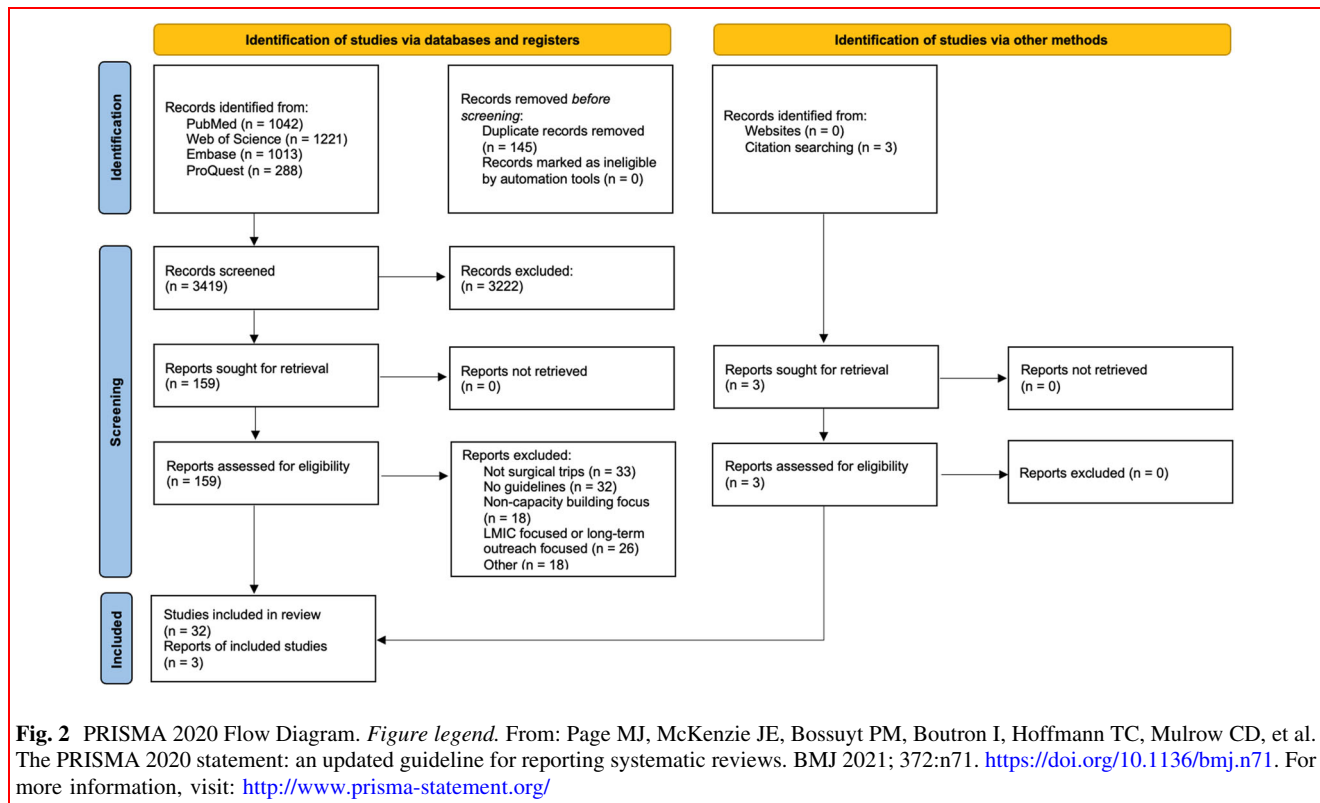 Identification of studies via databases and registers
Identification of studies via other methods
Identification
Records identified from:
PubMed (n = 1042)
Web of Science (n = 1221)
Embase (n = 1013)
ProQuest (n = 288)
Records removed before
screening:
Duplicate records removed
(n = 145)
Records marked as ineligible
by automation tools (n = 0)
Records identified from:
Websites (n = 0)
Citation searching (n = 3)
Screening
Records screened
(n = 3419)
Records excluded:
(n = 3222)
Reports sought for retrieval
(n = 159)
Reports not retrieved
(n = 0)
Reports sought for retrieval
(n = 3)
Reports not retrieved
(n = 0)
Reports assessed for eligibility
(n = 159)
Reports excluded:
Not surgical trips (n = 33)
No guidelines (n = 32)
Non-capacity building focus
(n = 18)
LMIC focused or long-term
outreach focused (n = 26)
Other (n = 18)
Reports assessed for eligibility
(n = 3)
Reports excluded (n = 0)
Included
Studies included in review
(n = 32)
Reports of included studies
(n = 3)
Fig. 2 PRISMA 2020 Flow Diagram. Figure legend. From: Page MJ, McKenzie JE, Bossuyt PM, Boutron I, Hoffmann TC, Mulrow CD, et al.
The PRISMA 2020 statement: an updated guideline for reporting systematic reviews. BMJ 2021; 372:n71. https://doi.org/10.1136/bmj.n71. For
more information, visit: http://www.prisma-statement.org/